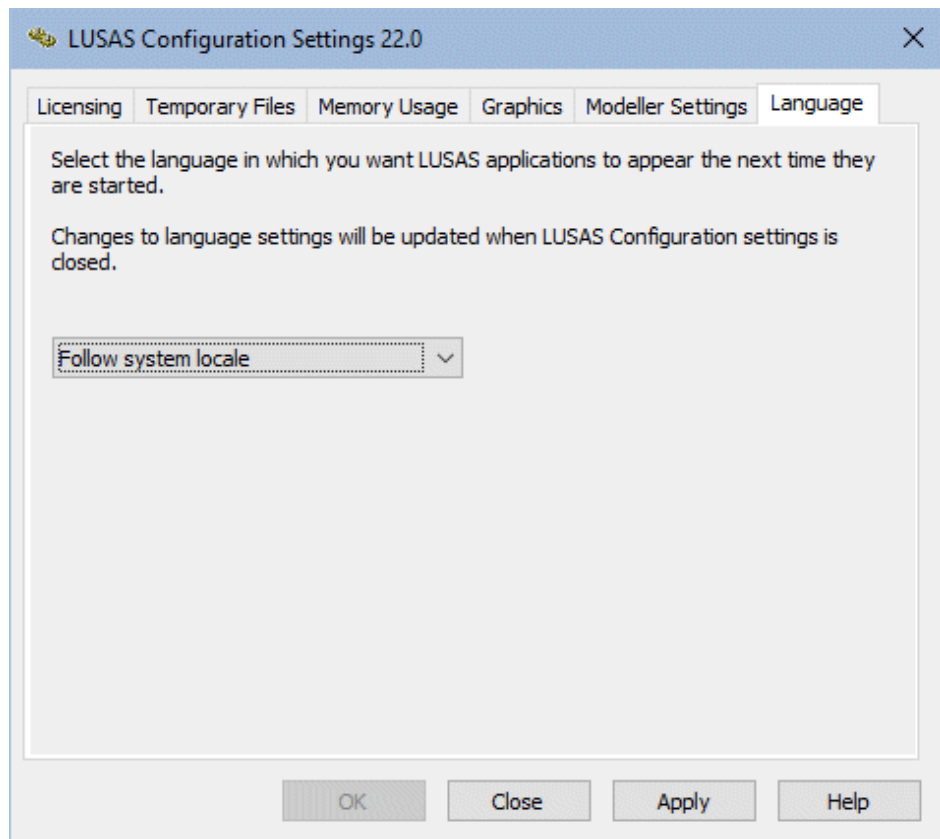 LUSAS Configuration Settings 22.0
Licensing Temporary Files Memory Usage Graphics Modeller Settings Language
Select the language in which you want LUSAS applications to appear the next time they
are started.
Changes to language settings will be updated when LUSAS Configuration settings is
closed.
Follow system locale
OK Close Apply Help